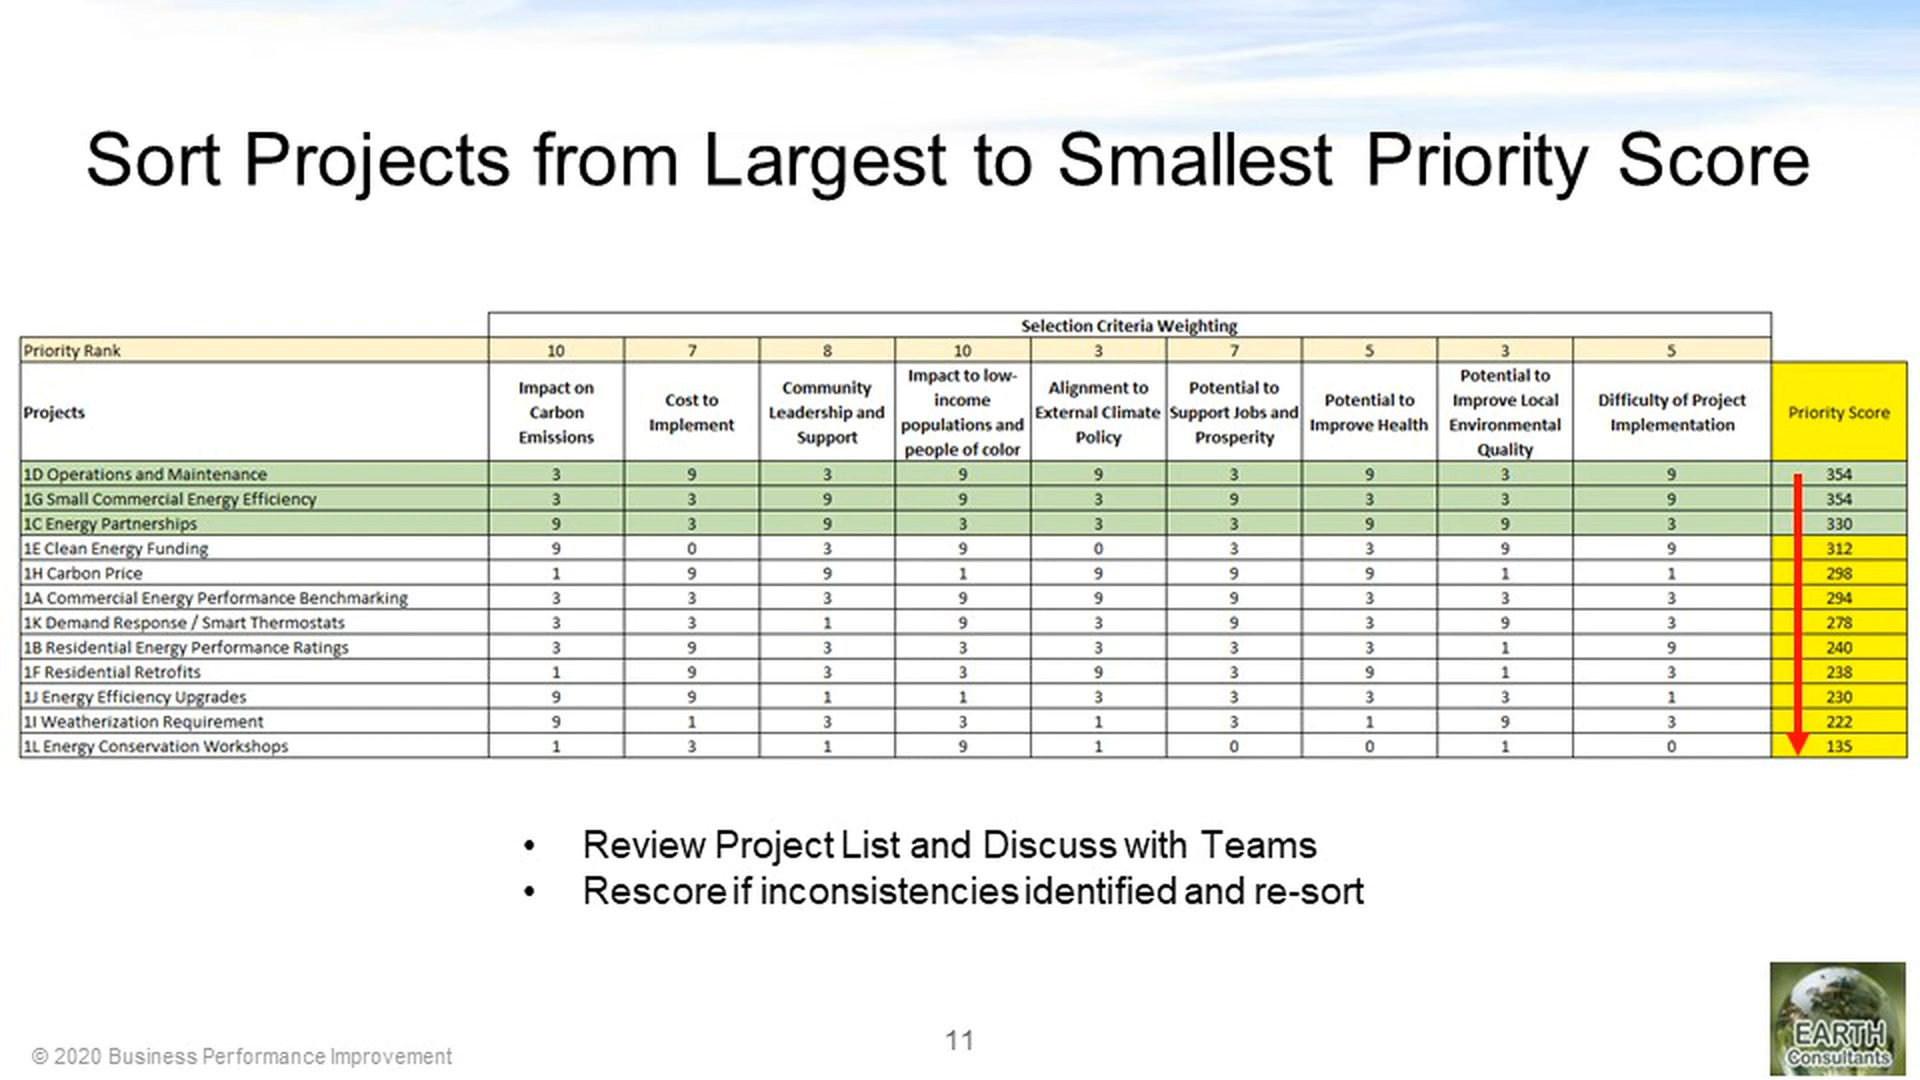 Sort Projects from Largest to Smallest Priority Score
Selection Criteria Weighting
Priority Rank 10 7 8 10 3 7 5 3 5
Projects
Impact on
Carbon
Emissions
Cost to
Implement
Community
Leadership and
Support
Impact to low-
income
populations and
people of color
Alignment to
External Climate
Policy
Potential to
Support Jobs and
Prosperity
Potential to
Improve Health
Potential to
Improve Local
Environmental
Quality
Difficulty of Project
Implementation
Priority Score
1D Operations and Maintenance 3 9 3 9 9 3 9 3 9 354
1G Small Commercial Energy Efficiency 3 3 9 9 3 9 3 3 9 354
1C Energy Partnerships 9 3 9 3 3 3 9 9 3 330
1E Clean Energy Funding 9 0 3 9 0 3 3 9 9 312
1H Carbon Price 1 9 9 1 9 9 9 1 1 298
1A Commercial Energy Performance Benchmarking 3 3 3 9 9 9 3 3 3 294
1K Demand Response / Smart Thermostats 3 3 1 9 3 9 3 9 3 278
1B Residential Energy Performance Ratings 3 9 3 3 3 3 3 1 9 240
1F Residential Retrofits 1 9 3 3 9 3 9 1 3 238
1J Energy Efficiency Upgrades 9 9 1 1 3 3 3 3 1 230
1I Weatherization Requirement 9 1 3 3 1 3 1 9 3 222
1L Energy Conservation Workshops 1 3 1 9 1 0 0 1 0 135
• Review Project List and Discuss with Teams
• Rescore if inconsistencies identified and re-sort
© 2020 Business Performance Improvement
11
EARTH
Consultants